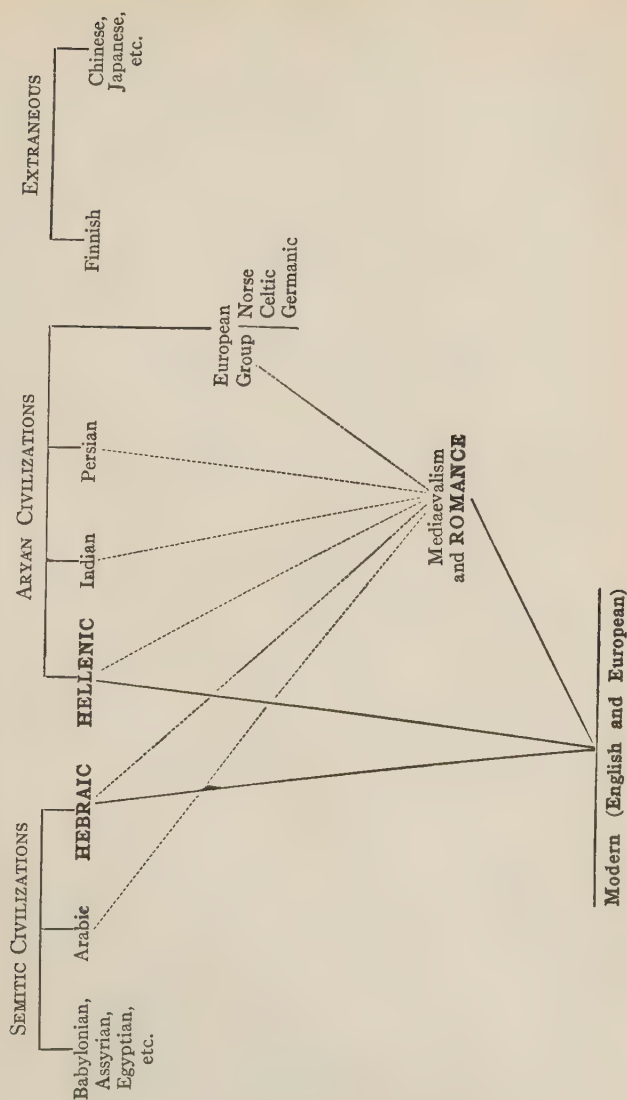 SEMITIC CIVILIZATIONS
Babylonian,
Assyrian,
Egyptian,
etc.
Arabic
HEBRAIC
ARYAN CIVILIZATIONS
HELLENIC
Indian
Persian
European
Group
Norse
Celtic
Germanic
EXTRANEOUS
Finnish
Chinese,
Japanese,
etc.
Mediaevalism
and ROMANCE
Modern (English and European)